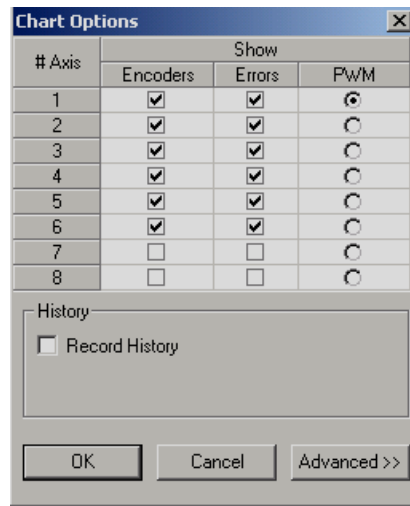 Chart Options
# Axis Show
Encoders Errors PWM
1
2
3
4
5
6
7
8
History
Record History
OK Cancel Advanced >>